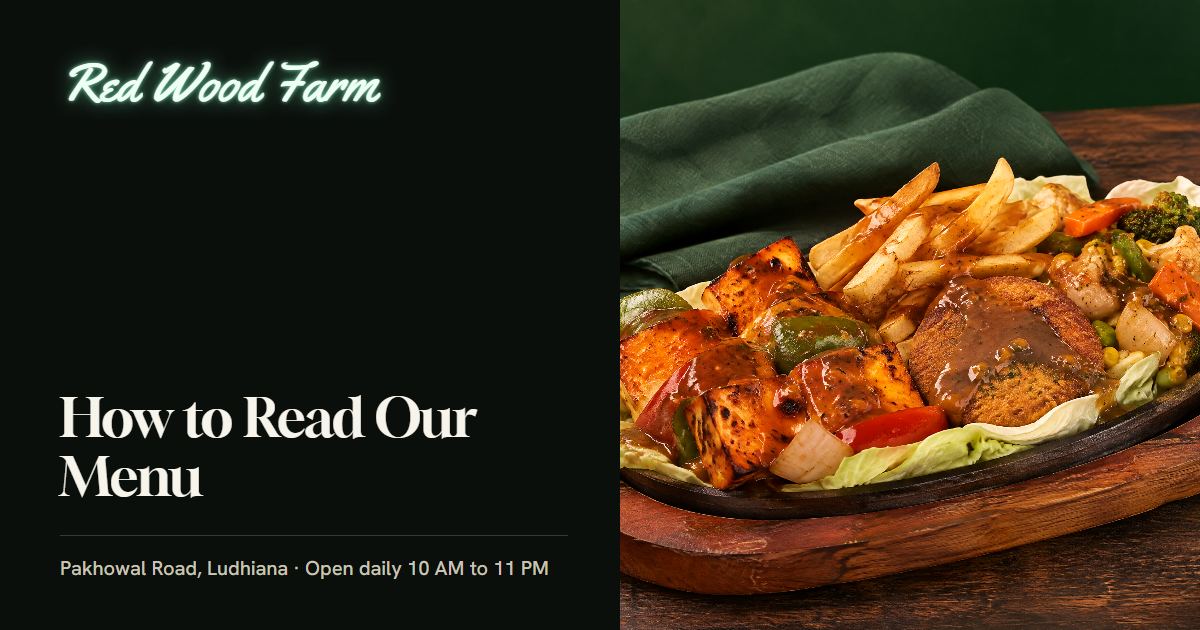 Red Wood Farm
How to Read Our
Menu
Pakhowal Road, Ludhiana · Open daily 10 AM to 11 PM